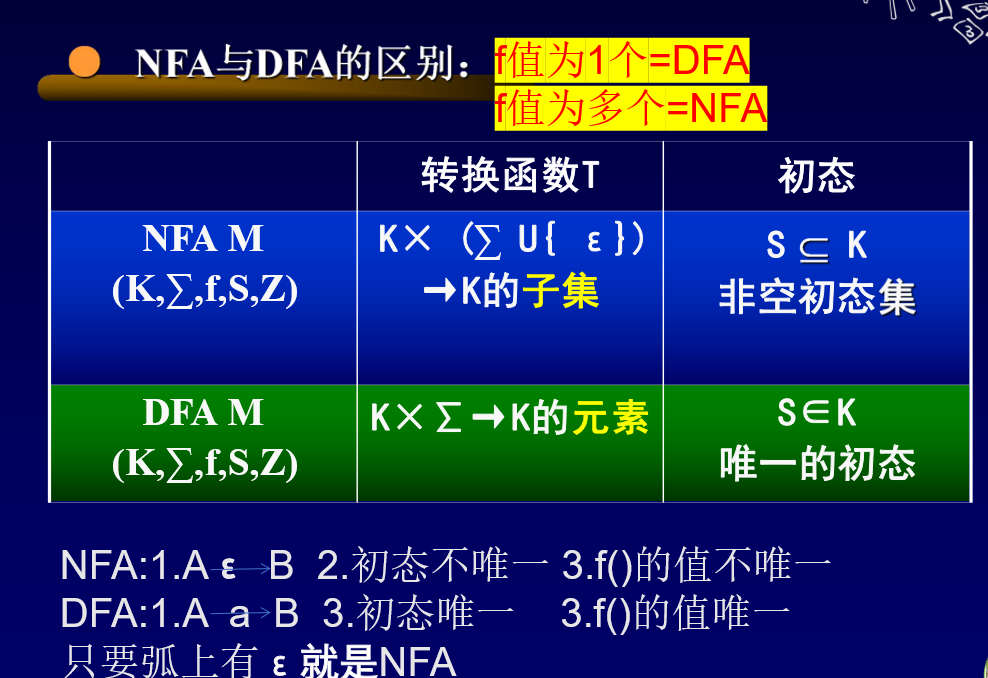 NFA与DFA的区别：
f值为1个=DFA
f值为多个=NFA
转换函数T
初态
NFA M
(K,∑,f,S,Z)
K×（∑ U{ ε}）
→K的子集
S ⊆ K
非空初态集
DFA M
(K,∑,f,S,Z)
K×∑→K的元素
S∈K
唯一的初态
NFA:1.A ε→B 2.初态不唯一 3.f()的值不唯一
DFA:1.A a→B 3.初态唯一 3.f()的值唯一
只要弧上有 ε 就是NFA